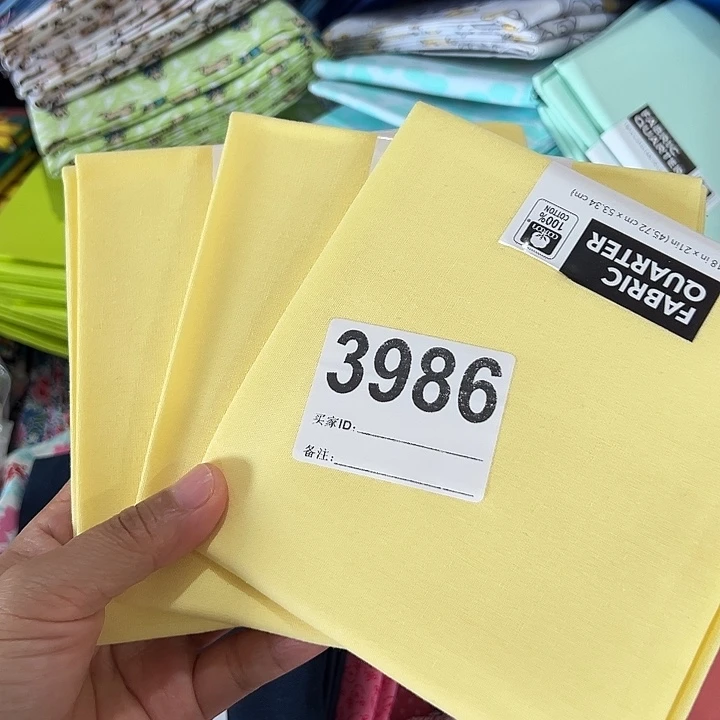 3986
买家ID:
备注:
FABRIC
QUARTER
18 in x 21in (45.72 cm x 53.34 cm)
100%
COTTON
cotton
FABRIC
QUARTER